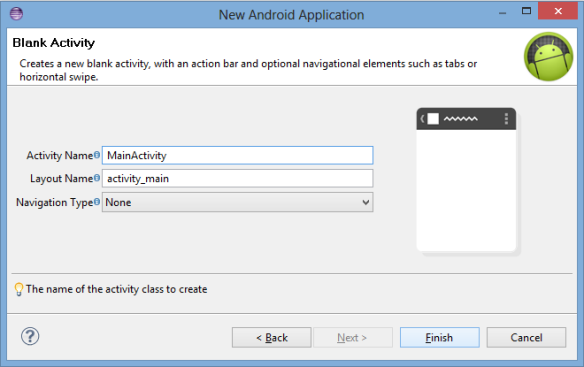 New Android Application
Blank Activity
Creates a new blank activity, with an action bar and optional navigational elements such as tabs or
horizontal swipe.
Activity Name MainActivity
Layout Name activity_main
Navigation Type None
The name of the activity class to create
< Back Next > Finish Cancel